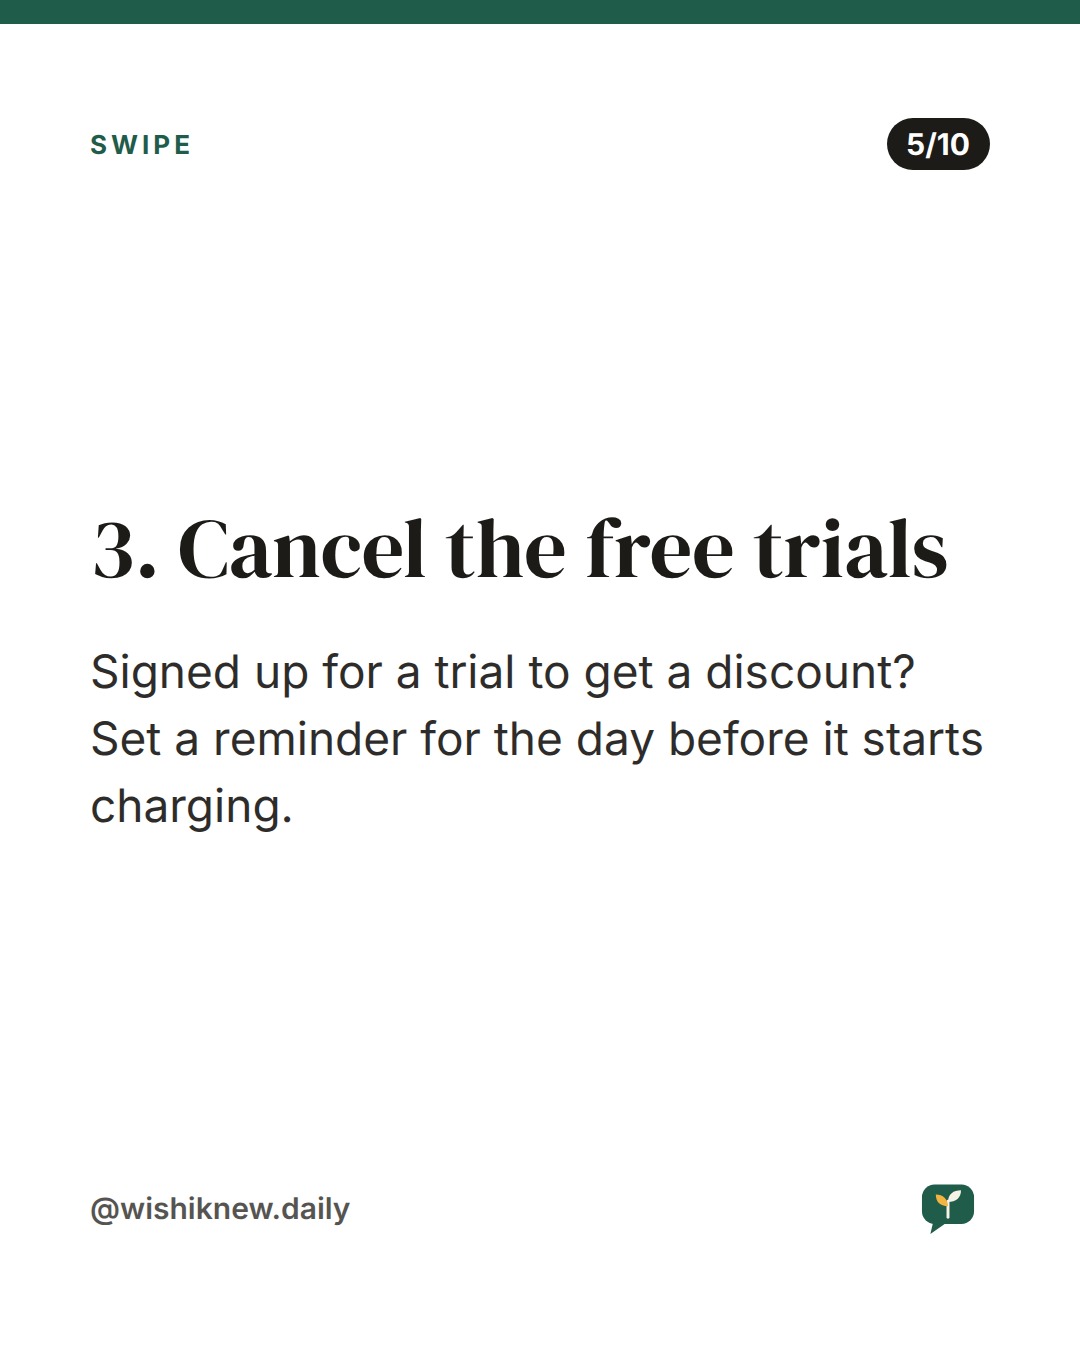 SWIPE
5/10
3. Cancel the free trials
Signed up for a trial to get a discount?
Set a reminder for the day before it starts
charging.
@wishiknew.daily